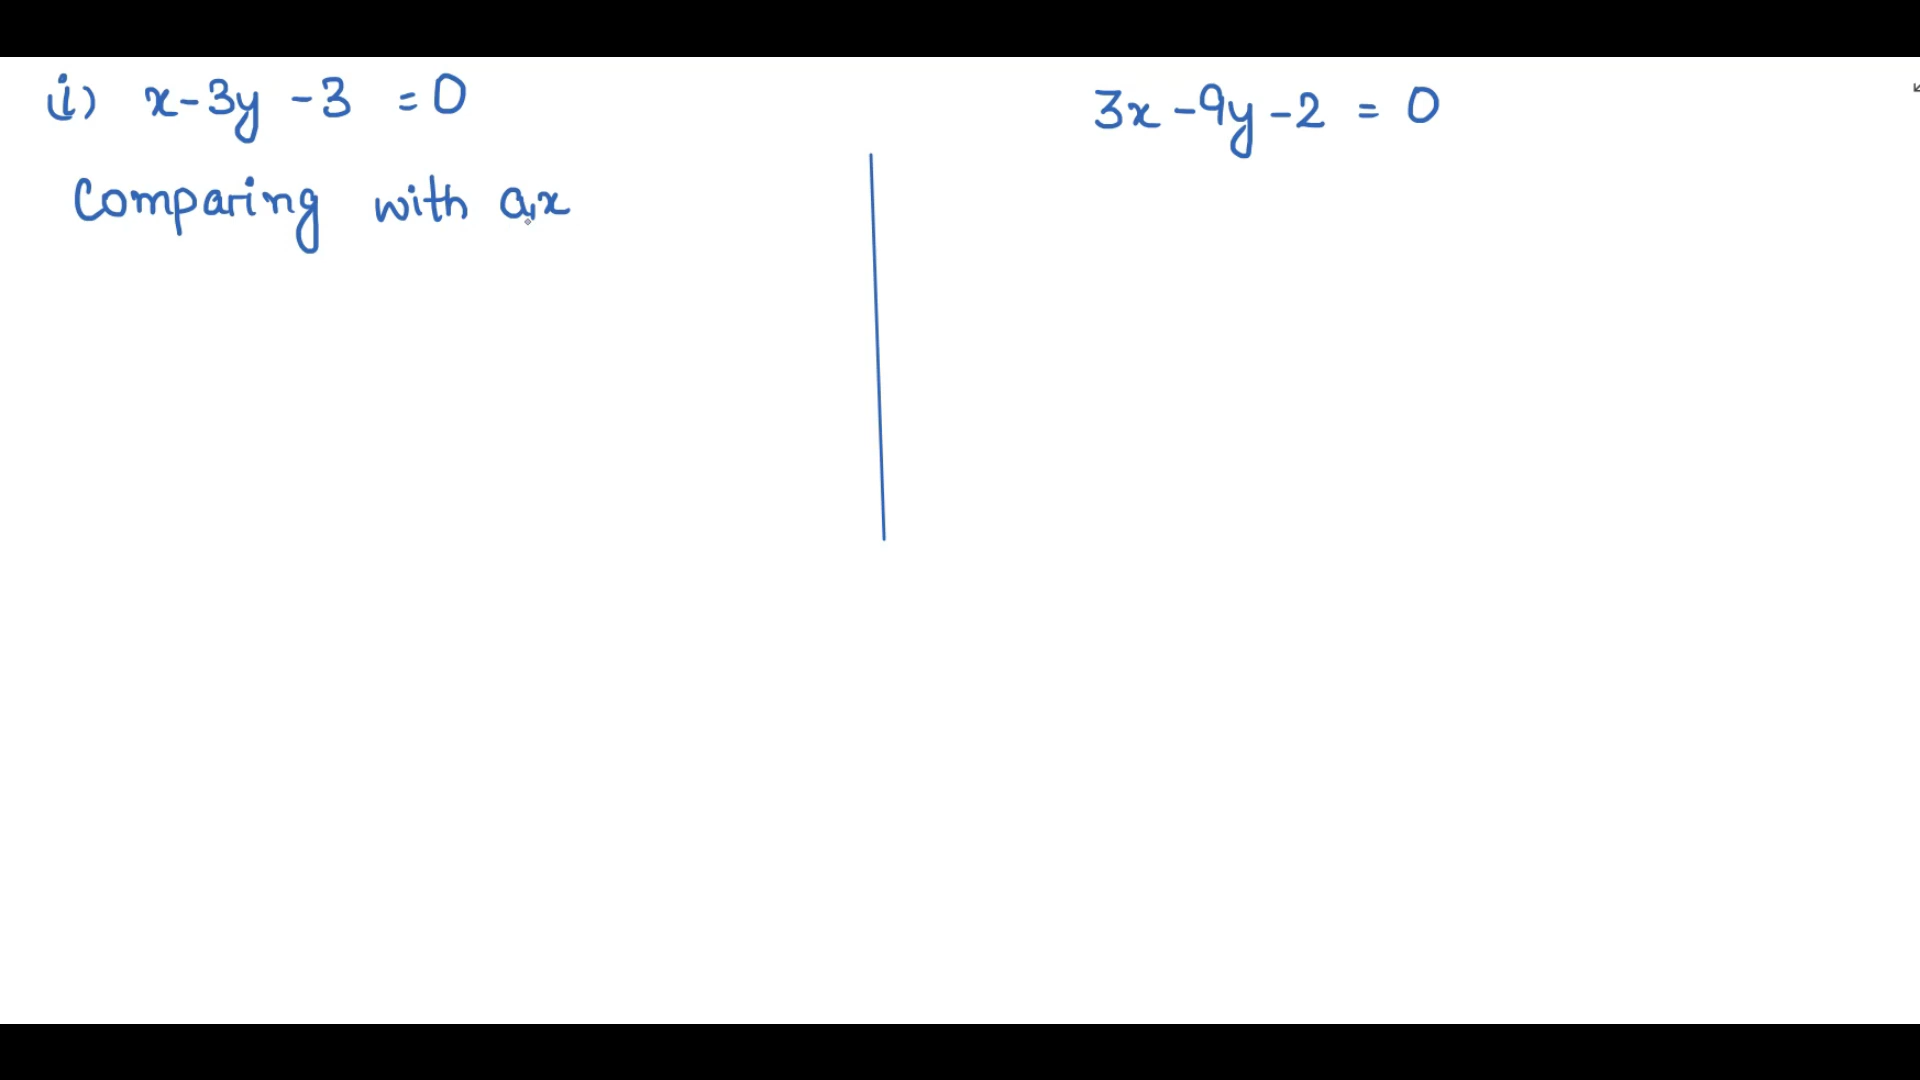 (i) x-3y -3 = 0
3x -9y -2 = 0
Comparing with a₁x